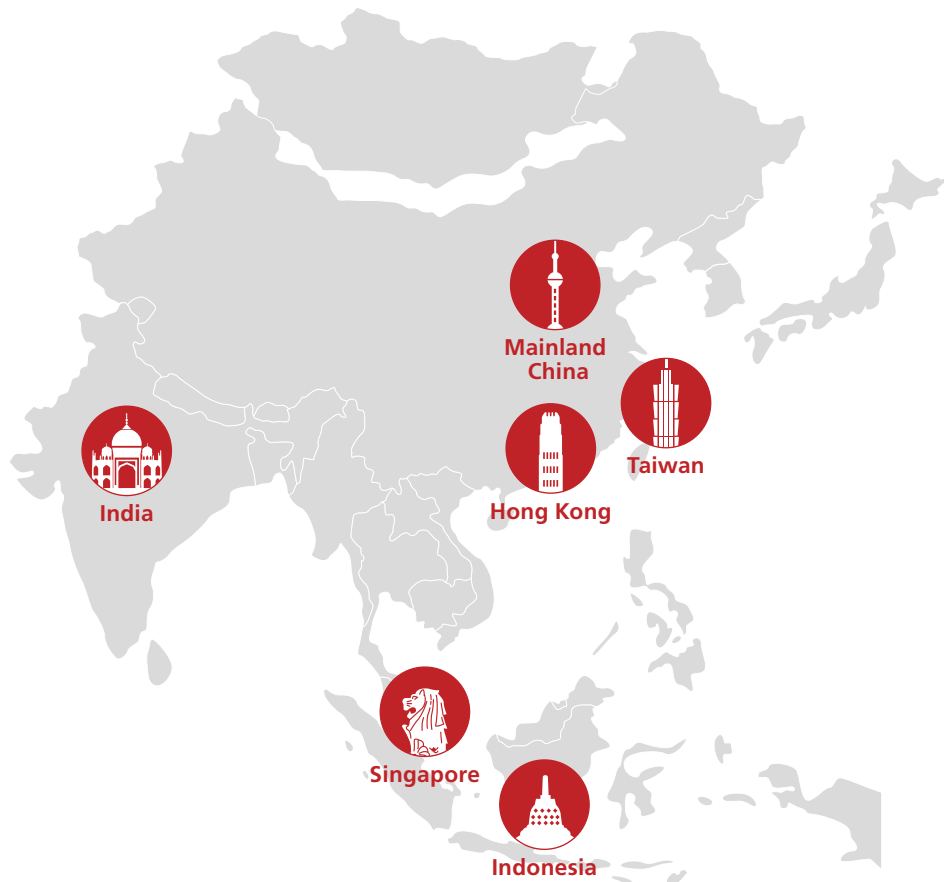 Mainland
China
Taiwan
India
Hong Kong
Singapore
Indonesia